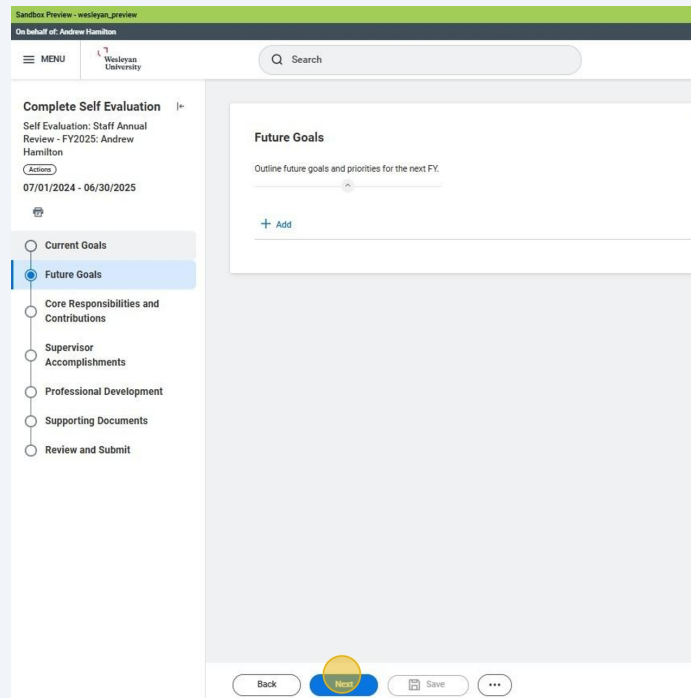 Sandbox Preview - wesleyan_preview
On behalf of: Andrew Hamilton
MENU
Wesleyan
University
Search
Complete Self Evaluation
Self Evaluation: Staff Annual
Review - FY2025: Andrew
Hamilton
Actions
07/01/2024 - 06/30/2025
Current Goals
Future Goals
Core Responsibilities and
Contributions
Supervisor
Accomplishments
Professional Development
Supporting Documents
Review and Submit
Future Goals
Outline future goals and priorities for the next FY.
+ Add
Back
Next
Save
...